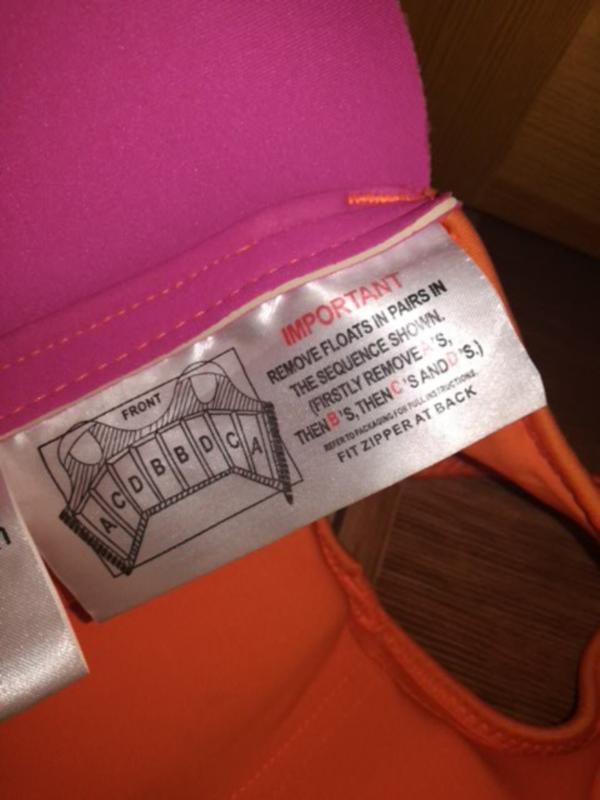 IMPORTANT
REMOVE FLOATS IN PAIRS IN
THE SEQUENCE SHOWN.
(FIRSTLY REMOVE A'S,
THEN B'S, THEN C'S AND D'S.)
REFER TO PACKAGING FOR FULL INSTRUCTIONS
FIT ZIPPER AT BACK
FRONT
A C D B B D C A